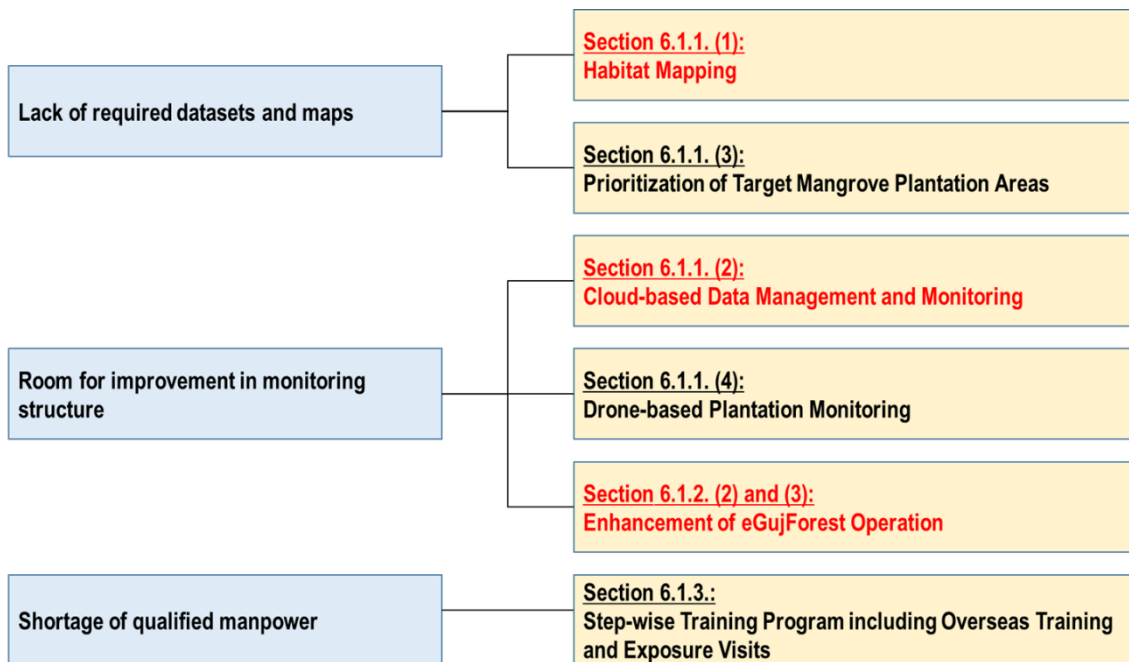 Lack of required datasets and maps
Section 6.1.1. (1):
Habitat Mapping
Section 6.1.1. (3):
Prioritization of Target Mangrove Plantation Areas
Room for improvement in monitoring
structure
Section 6.1.1. (2):
Cloud-based Data Management and Monitoring
Section 6.1.1. (4):
Drone-based Plantation Monitoring
Section 6.1.2. (2) and (3):
Enhancement of eGujForest Operation
Shortage of qualified manpower
Section 6.1.3.:
Step-wise Training Program including Overseas Training
and Exposure Visits